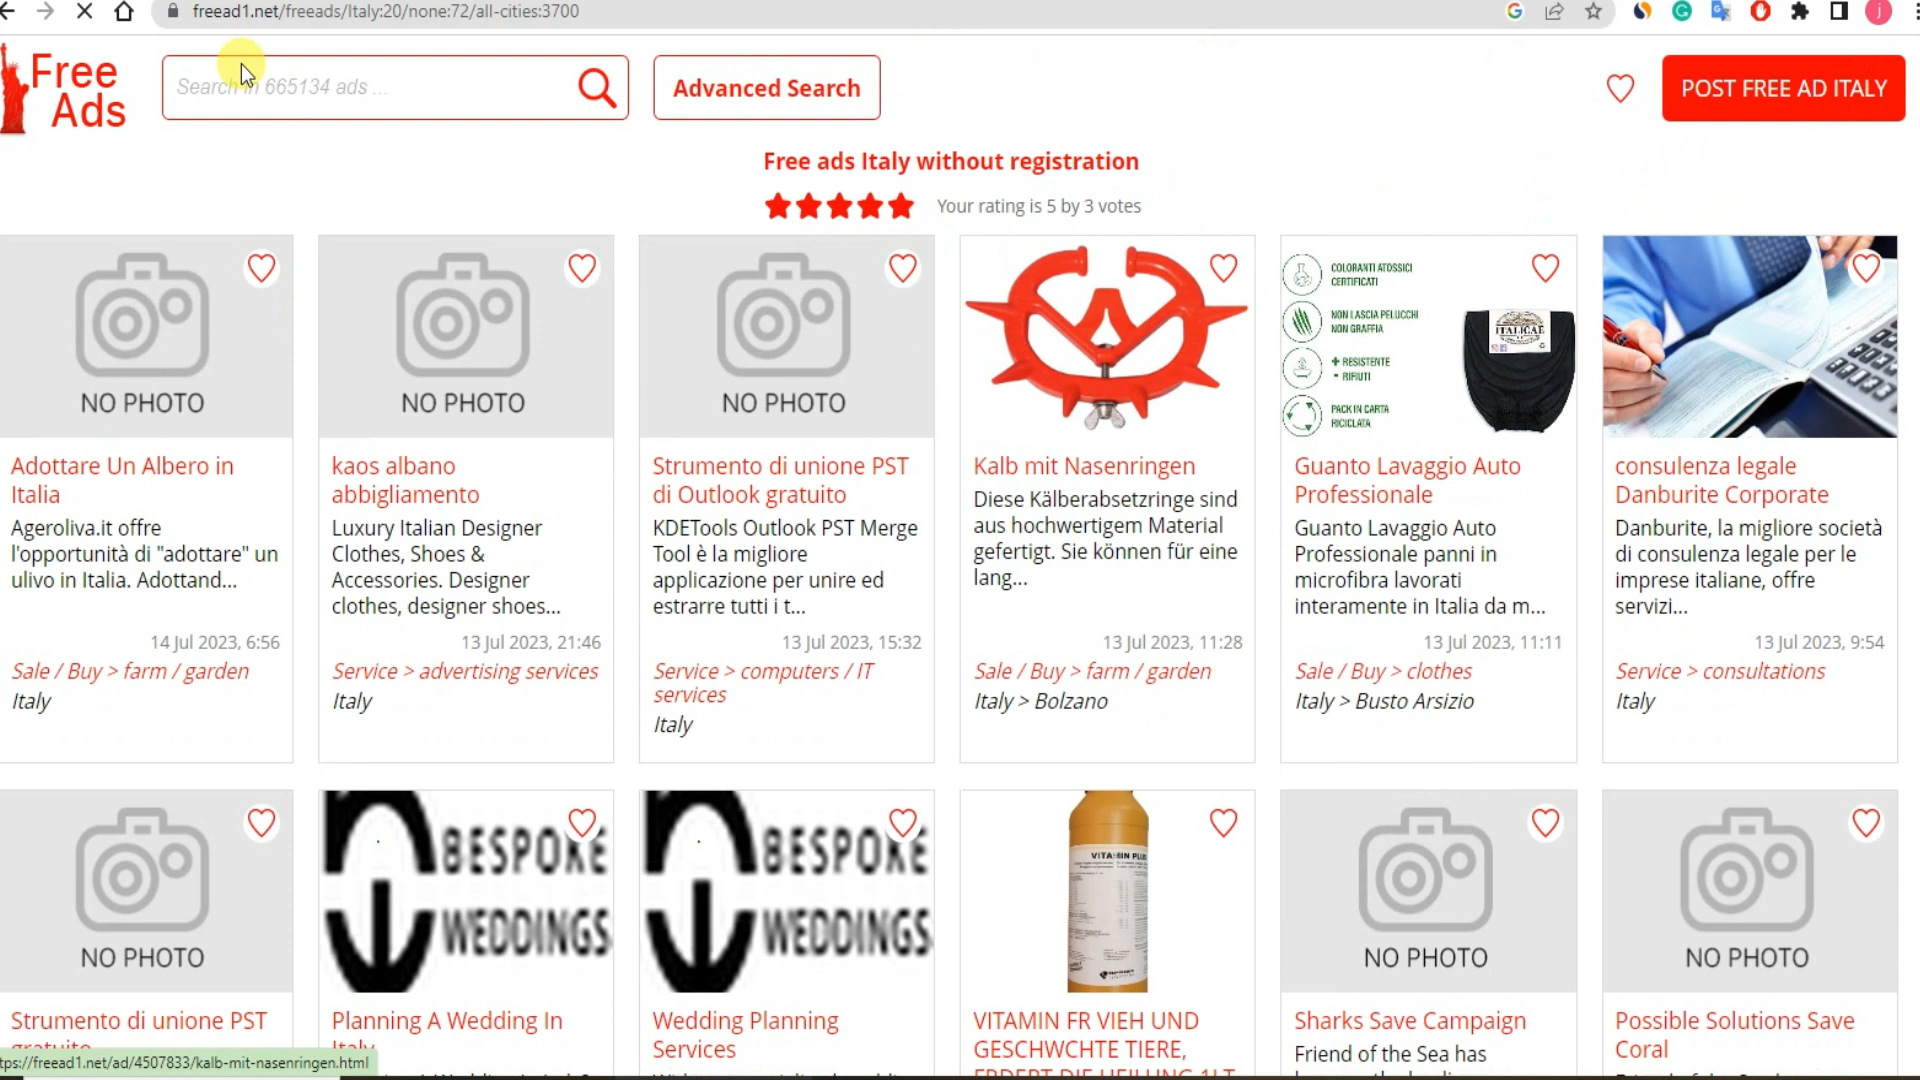 freead1.net/freeads/Italy:20/none:72/all-cities:3700
Free
Ads
Search in 665134 ads ...
Advanced Search
POST FREE AD ITALY
Free ads Italy without registration
Your rating is 5 by 3 votes
NO PHOTO
Adottare Un Albero in
Italia
Ageroliva.it offre
l'opportunità di "adottare" un
ulivo in Italia. Adottand...
14 Jul 2023, 6:56
Sale / Buy > farm / garden
Italy
NO PHOTO
kaos albano
abbigliamento
Luxury Italian Designer
Clothes, Shoes &
Accessories. Designer
clothes, designer shoes...
13 Jul 2023, 21:46
Service > advertising services
Italy
NO PHOTO
Strumento di unione PST
di Outlook gratuito
KDETools Outlook PST Merge
Tool è la migliore
applicazione per unire ed
estrarre tutti i t...
13 Jul 2023, 15:32
Service > computers / IT
services
Italy
Kalb mit Nasenringen
Diese Kälberabsetzringe sind
aus hochwertigem Material
gefertigt. Sie können für eine
lang...
13 Jul 2023, 11:28
Sale / Buy > farm / garden
Italy > Bolzano
COLORANTI ATOSSICI
CERTIFICATI
NON LASCIA PELUCCHI
NON GRAFFIA
+ RESISTENTE
- RIFIUTI
PACK IN CARTA
RICICLATA
ITALICAE
Guanto Lavaggio Auto
Professionale
Guanto Lavaggio Auto
Professionale panni in
microfibra lavorati
interamente in Italia da m...
13 Jul 2023, 11:11
Sale / Buy > clothes
Italy > Busto Arsizio
consulenza legale
Danburite Corporate
Danburite, la migliore società
di consulenza legale per le
imprese italiane, offre
servizi...
13 Jul 2023, 9:54
Service > consultations
Italy
NO PHOTO
Strumento di unione PST
gratuito
BESPOKE
WEDDINGS
Planning A Wedding In
Italy
BESPOKE
WEDDINGS
Wedding Planning
Services
VITAMIN PLUS
VITAMIN FR VIEH UND
GESCHWCHTE TIERE,
ERDERT DIE HEILUNG 1LT
NO PHOTO
Sharks Save Campaign
Friend of the Sea has
NO PHOTO
Possible Solutions Save
Coral
tps://freead1.net/ad/4507833/kalb-mit-nasenringen.html